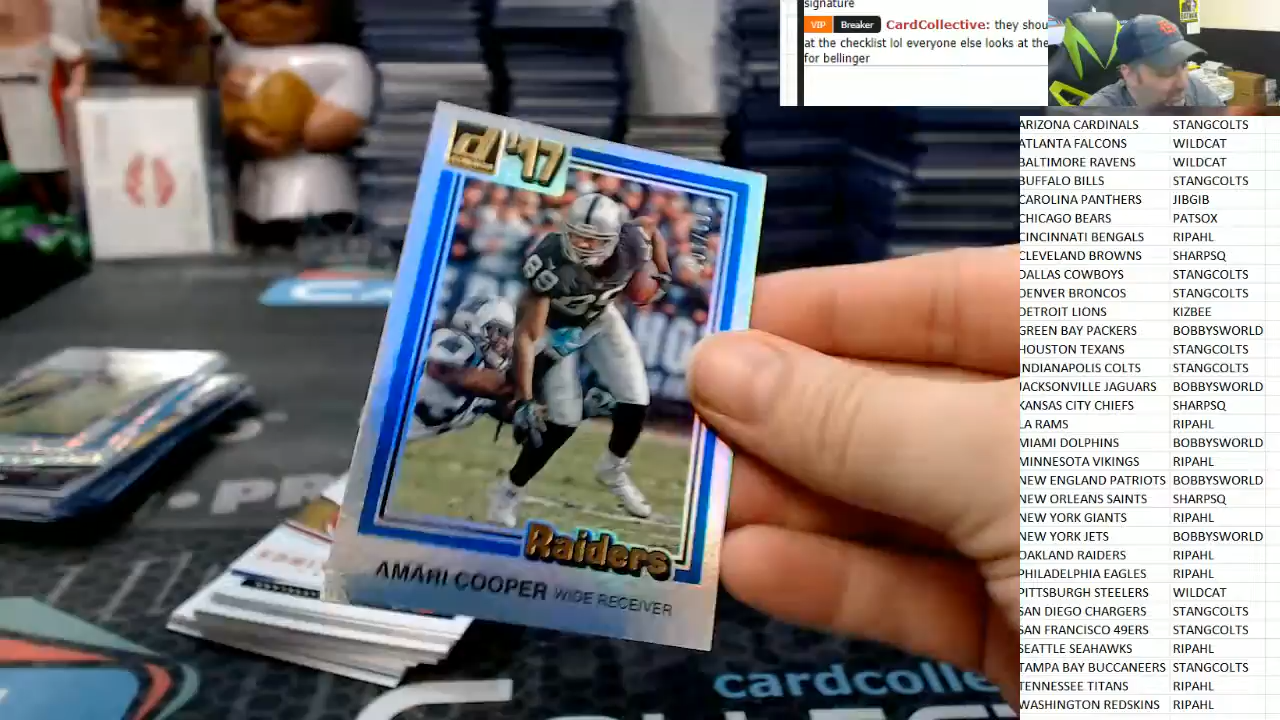 signature
VIP Breaker CardCollective: they shou
at the checklist lol everyone else looks at the
for bellinger
d '17
89
Raiders
AMARI COOPER WIDE RECEIVER
.PR
cardcolle
ARIZONA CARDINALS STANGCOLTS
ATLANTA FALCONS WILDCAT
BALTIMORE RAVENS WILDCAT
BUFFALO BILLS STANGCOLTS
CAROLINA PANTHERS JIBGIB
CHICAGO BEARS PATSOX
CINCINNATI BENGALS RIPAHL
CLEVELAND BROWNS SHARPSQ
DALLAS COWBOYS STANGCOLTS
DENVER BRONCOS STANGCOLTS
DETROIT LIONS KIZBEE
GREEN BAY PACKERS BOBBYSWORLD
HOUSTON TEXANS STANGCOLTS
INDIANAPOLIS COLTS STANGCOLTS
JACKSONVILLE JAGUARS BOBBYSWORLD
KANSAS CITY CHIEFS SHARPSQ
LA RAMS RIPAHL
MIAMI DOLPHINS BOBBYSWORLD
MINNESOTA VIKINGS RIPAHL
NEW ENGLAND PATRIOTS BOBBYSWORLD
NEW ORLEANS SAINTS SHARPSQ
NEW YORK GIANTS RIPAHL
NEW YORK JETS BOBBYSWORLD
OAKLAND RAIDERS RIPAHL
PHILADELPHIA EAGLES RIPAHL
PITTSBURGH STEELERS WILDCAT
SAN DIEGO CHARGERS STANGCOLTS
SAN FRANCISCO 49ERS STANGCOLTS
SEATTLE SEAHAWKS RIPAHL
TAMPA BAY BUCCANEERS STANGCOLTS
TENNESSEE TITANS RIPAHL
WASHINGTON REDSKINS RIPAHL